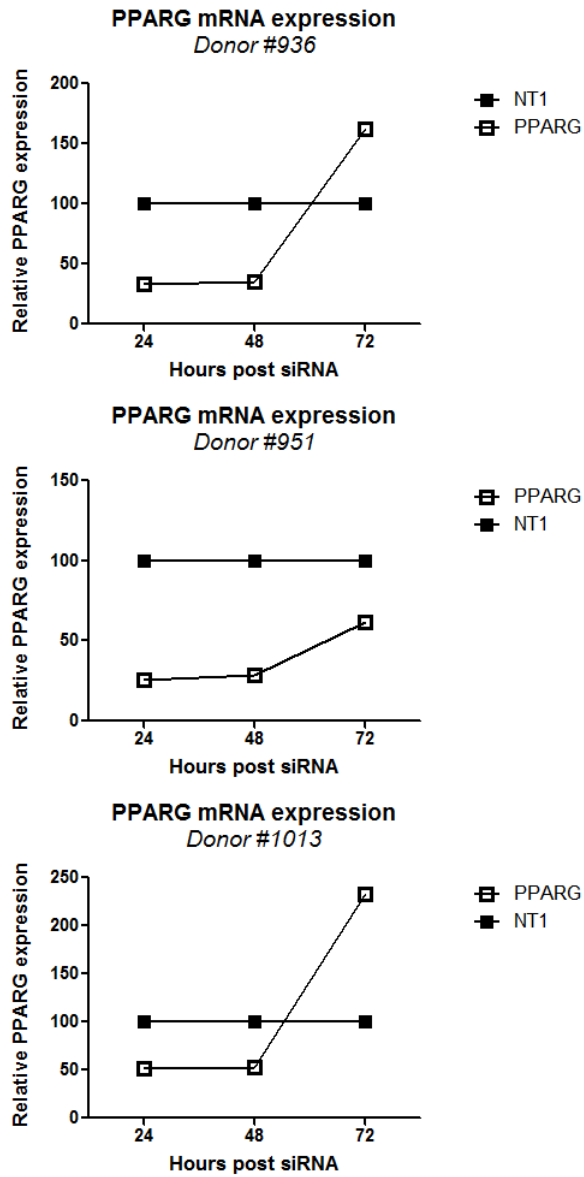 PPARG mRNA expression
Donor #936
Relative PPARG expression
200
150
100
50
0
24 48 72
Hours post siRNA
NT1
PPARG
PPARG mRNA expression
Donor #951
Relative PPARG expression
150
100
50
0
24 48 72
Hours post siRNA
PPARG
NT1
PPARG mRNA expression
Donor #1013
Relative PPARG expression
250
200
150
100
50
0
24 48 72
Hours post siRNA
PPARG
NT1